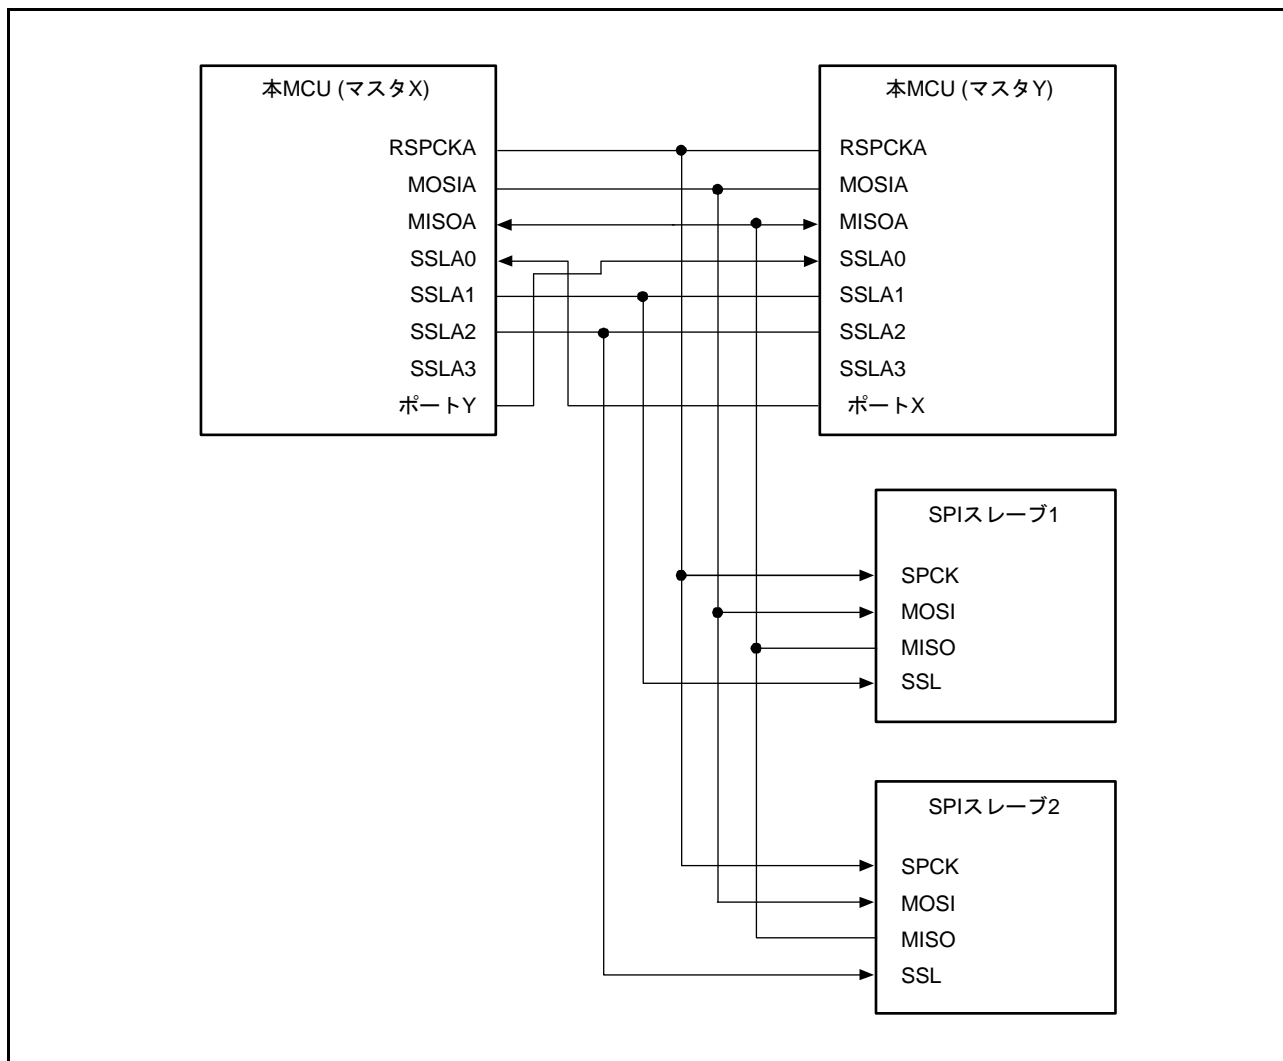 本MCU (マスタX)
RSPCKA
MOSIA
MISOA
SSLA0
SSLA1
SSLA2
SSLA3
ポートY
本MCU (マスタY)
RSPCKA
MOSIA
MISOA
SSLA0
SSLA1
SSLA2
SSLA3
ポートX
SPIスレーブ1
SPCK
MOSI
MISO
SSL
SPIスレーブ2
SPCK
MOSI
MISO
SSL